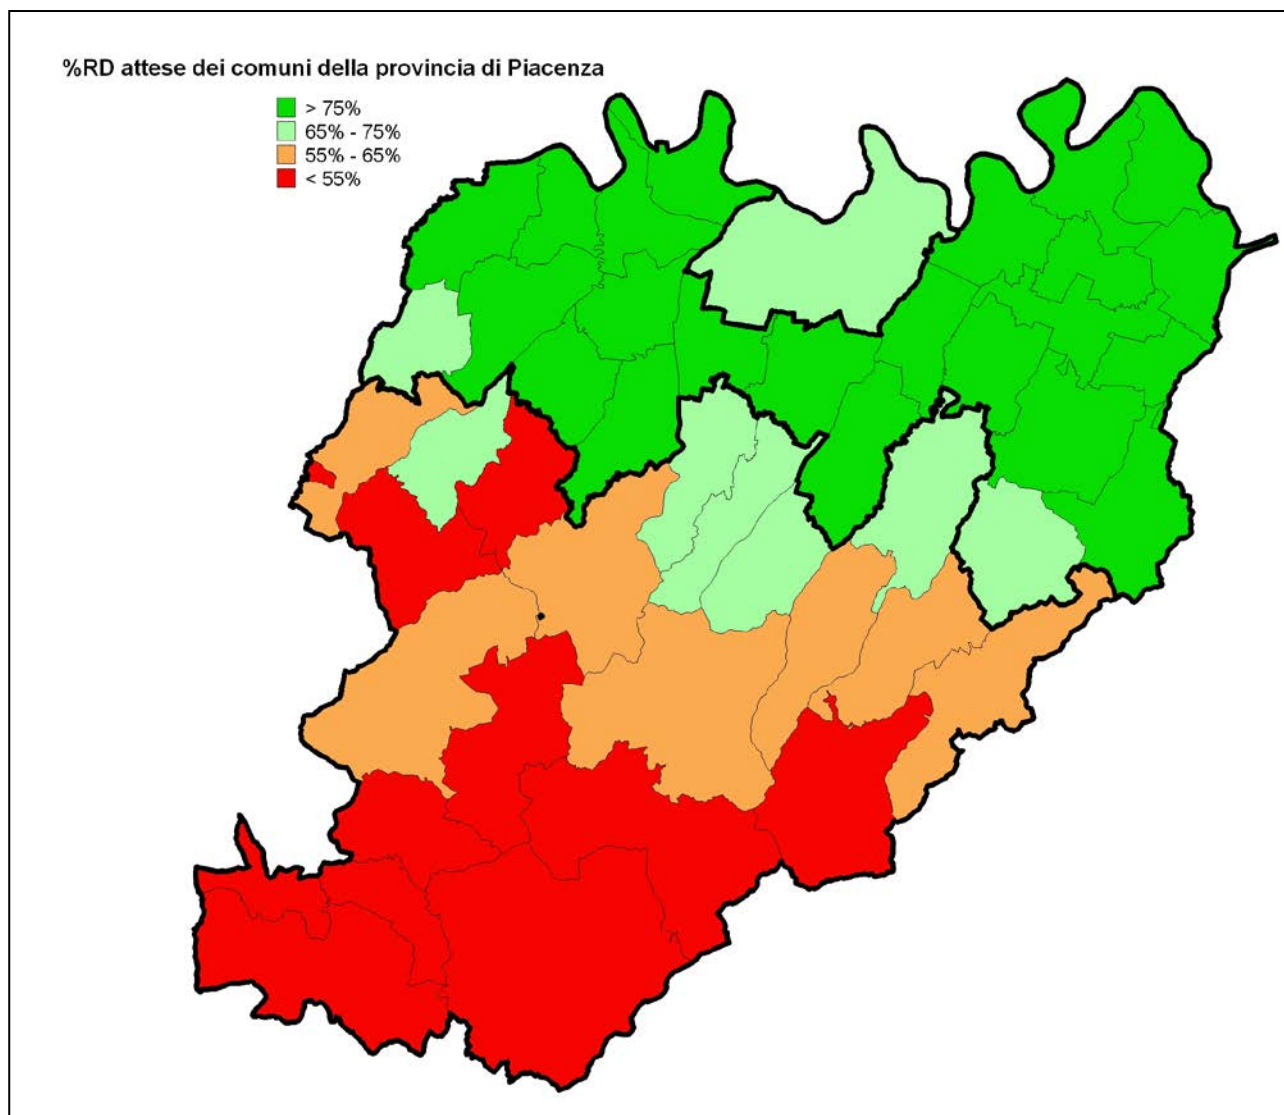 %RD attese dei comuni della provincia di Piacenza
> 75%
65% - 75%
55% - 65%
< 55%